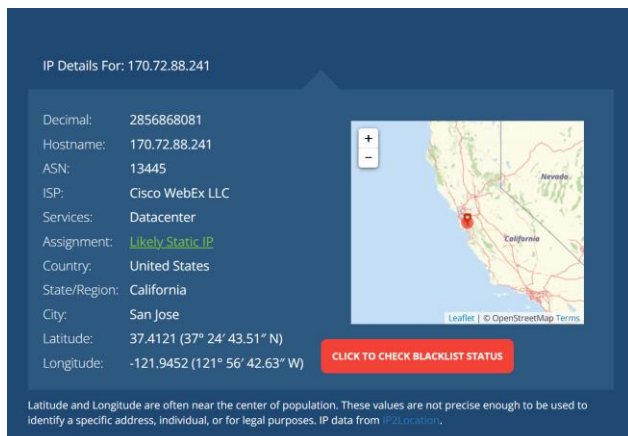 IP Details For: 170.72.88.241
Decimal: 2856868081
Hostname: 170.72.88.241
ASN: 13445
ISP: Cisco WebEx LLC
Services: Datacenter
Assignment: Likely Static IP
Country: United States
State/Region: California
City: San Jose
Latitude: 37.4121 (37° 24′ 43.51″ N)
Longitude: -121.9452 (121° 56′ 42.63″ W)
+
−
Nevada
California
Leaflet | © OpenStreetMap Terms
CLICK TO CHECK BLACKLIST STATUS
Latitude and Longitude are often near the center of population. These values are not precise enough to be used to
identify a specific address, individual, or for legal purposes. IP data from IP2Location.